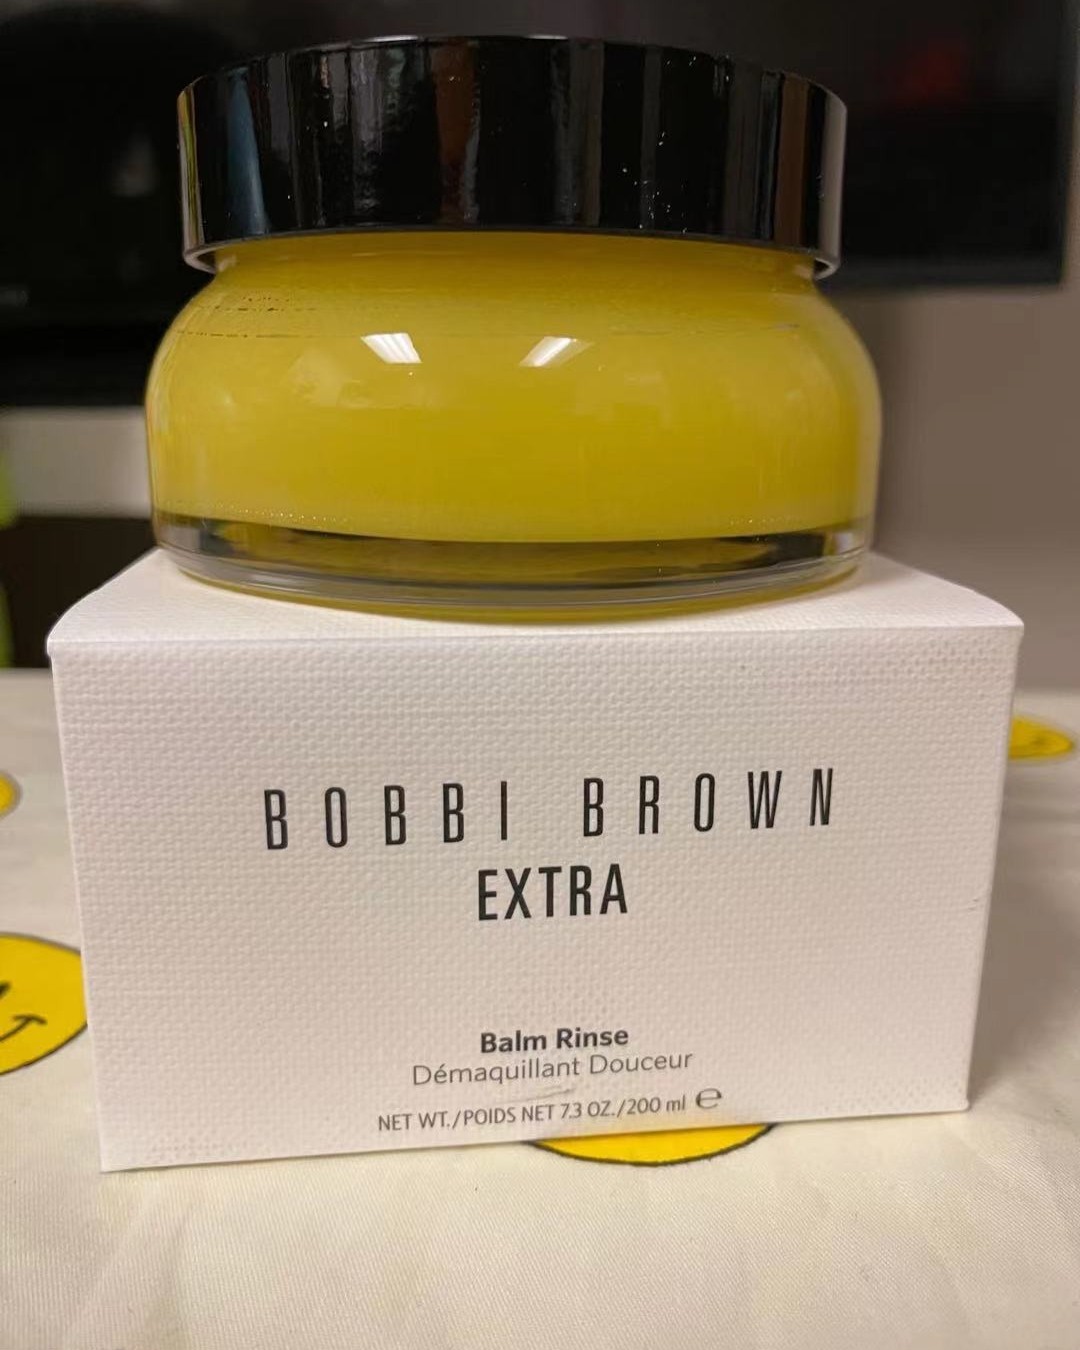 BOBBI BROWN
EXTRA
Balm Rinse
Démaquillant Douceur
NET WT./POIDS NET 7.3 OZ./200 ml ℮